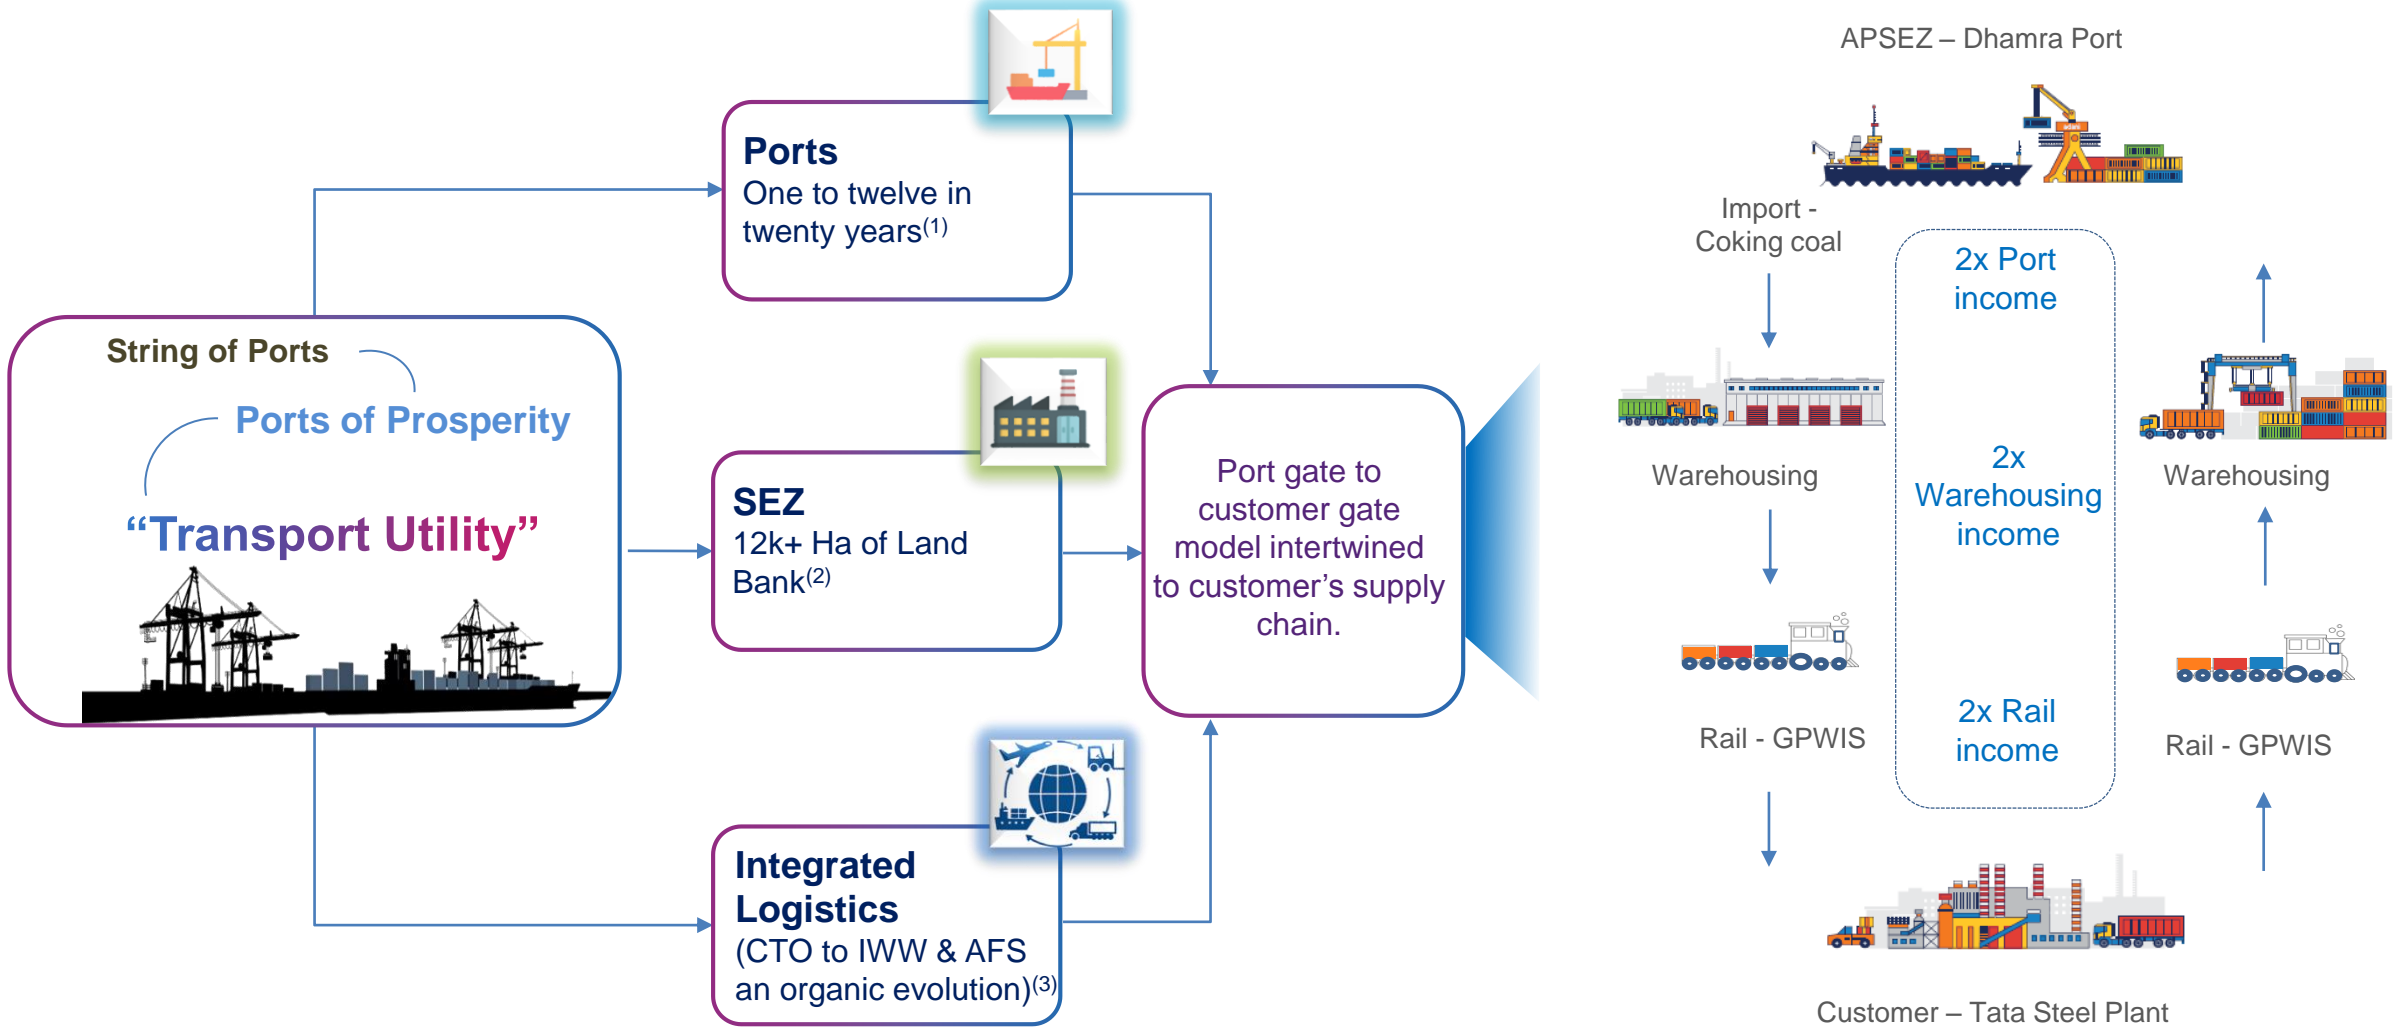 String of Ports
Ports of Prosperity
“Transport Utility”
Ports
One to twelve in
twenty years(1)
SEZ
12k+ Ha of Land
Bank(2)
Integrated
Logistics
(CTO to IWW & AFS
an organic evolution)(3)
Port gate to
customer gate
model intertwined
to customer’s supply
chain.
APSEZ – Dhamra Port
adani
Import -
Coking coal
Warehousing
Rail - GPWIS
2x Port
income
2x
Warehousing
income
2x Rail
income
Warehousing
Rail - GPWIS
Customer – Tata Steel Plant